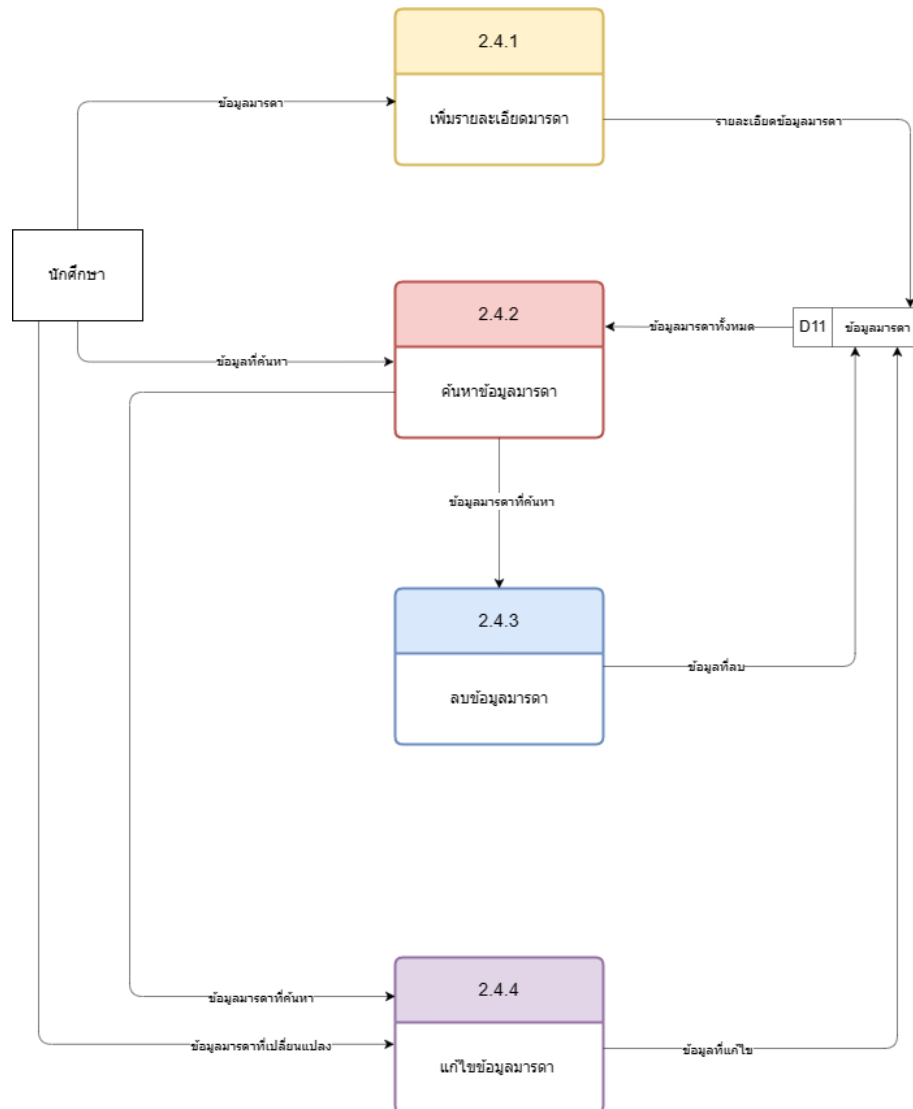 2.4.1
ข้อมูลมารดา
เพิ่มรายละเอียดมารดา
รายละเอียดข้อมูลมารดา
นักศึกษา
2.4.2
ข้อมูลมารดาทั้งหมด
D11
ข้อมูลมารดา
ข้อมูลที่ค้นหา
ค้นหาข้อมูลมารดา
ข้อมูลมารดาที่ค้นหา
2.4.3
ข้อมูลที่ลบ
ลบข้อมูลมารดา
2.4.4
ข้อมูลมารดาที่ค้นหา
ข้อมูลมารดาที่เปลี่ยนแปลง
ข้อมูลที่แก้ไข
แก้ไขข้อมูลมารดา